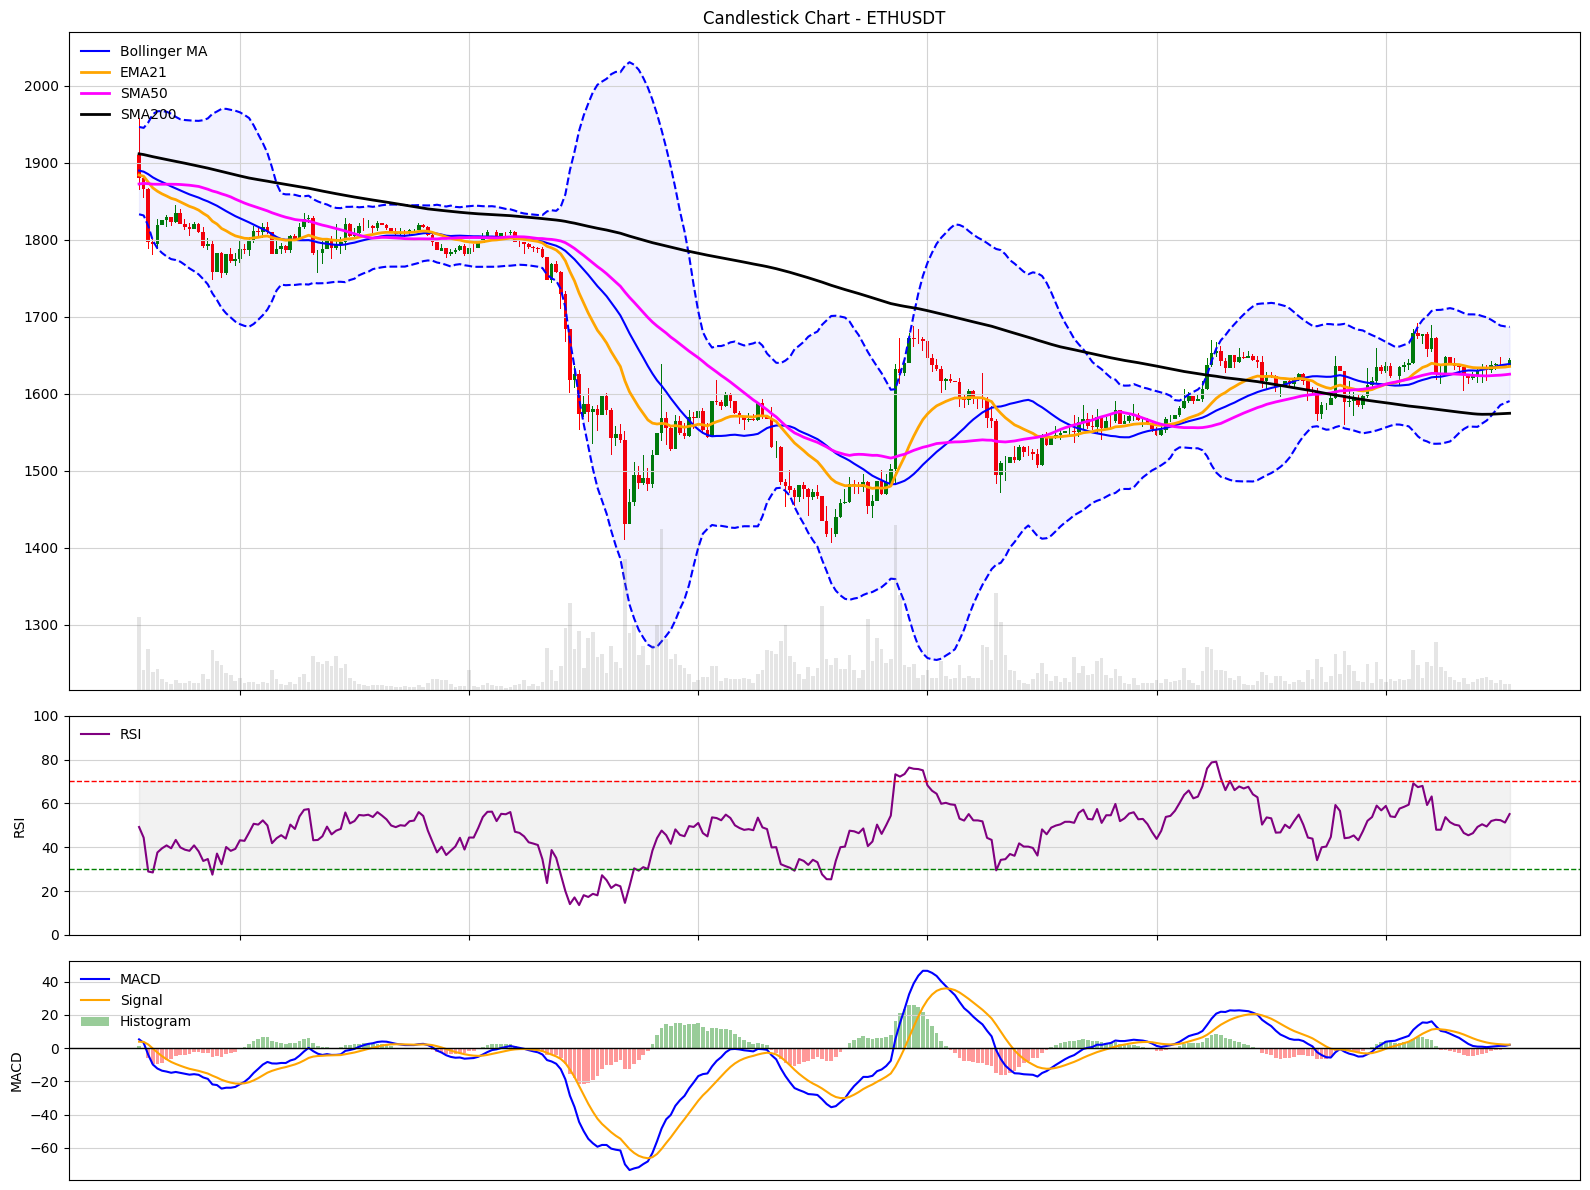 Candlestick Chart - ETHUSDT
Bollinger MA
EMA21
SMA50
SMA200
2000
1900
1800
1700
1600
1500
1400
1300
RSI
100
80
60
40
20
0
RSI
MACD
Signal
Histogram
40
20
0
−20
−40
−60
MACD